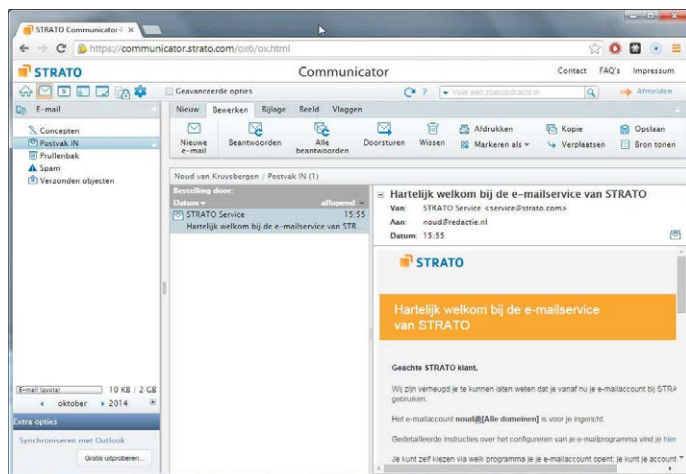 STRATO Communicator
https://communicator.strato.com/ox6/ox.html
STRATO
Communicator
Contact FAQ's Impressum
Geavanceerde opties
? Voer een zoekopdracht in
Afmelden
E-mail
Concepten
Postvak IN
Prullenbak
Spam
Verzonden objecten
Nieuw Bewerken Bijlage Beeld Vlaggen
Nieuwe e-mail
Beantwoorden
Alle beantwoorden
Doorsturen
Wissen
Afdrukken
Markeren als
Kopie
Verplaatsen
Opslaan
Bron tonen
Noud van Kruysbergen / Postvak IN (1)
Bestelling door:
Datum aflopend
STRATO Service 15:55
Hartelijk welkom bij de e-mailservice van STR...
Hartelijk welkom bij de e-mailservice van STRATO
Van: STRATO Service <service@strato.com>
Aan: noud@redactie.nl
Datum: 15:55
STRATO
Hartelijk welkom bij de e-mailservice
van STRATO
Geachte STRATO klant,
Wij zijn verheugd je te kunnen laten weten dat je vanaf nu je e-mailaccount bij STRA
gebruiken.
Het e-mailaccount noud@[Alle domeinen] is voor je ingericht.
Gedetailleerde instructies over het configureren van je e-mailprogramma vind je hier
Je kunt zelf kiezen via welk programma je je e-mailaccount opent: je kunt je account
E-mail (quota) 10 KB / 2 GB
oktober 2014
Extra opties
Synchroniseren met Outlook
Gratis uitproberen...